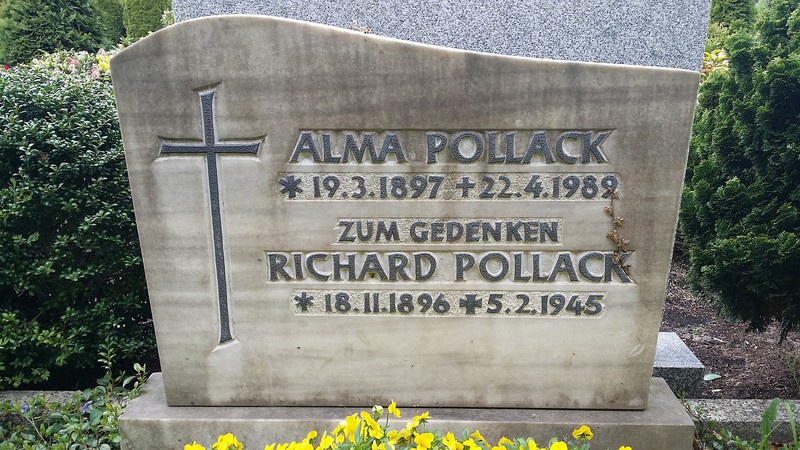 ALMA POLLACK
* 19.3.1897 + 22.4.1989
ZUM GEDENKEN
RICHARD POLLACK
* 18.11.1896 ✠ 5.2.1945